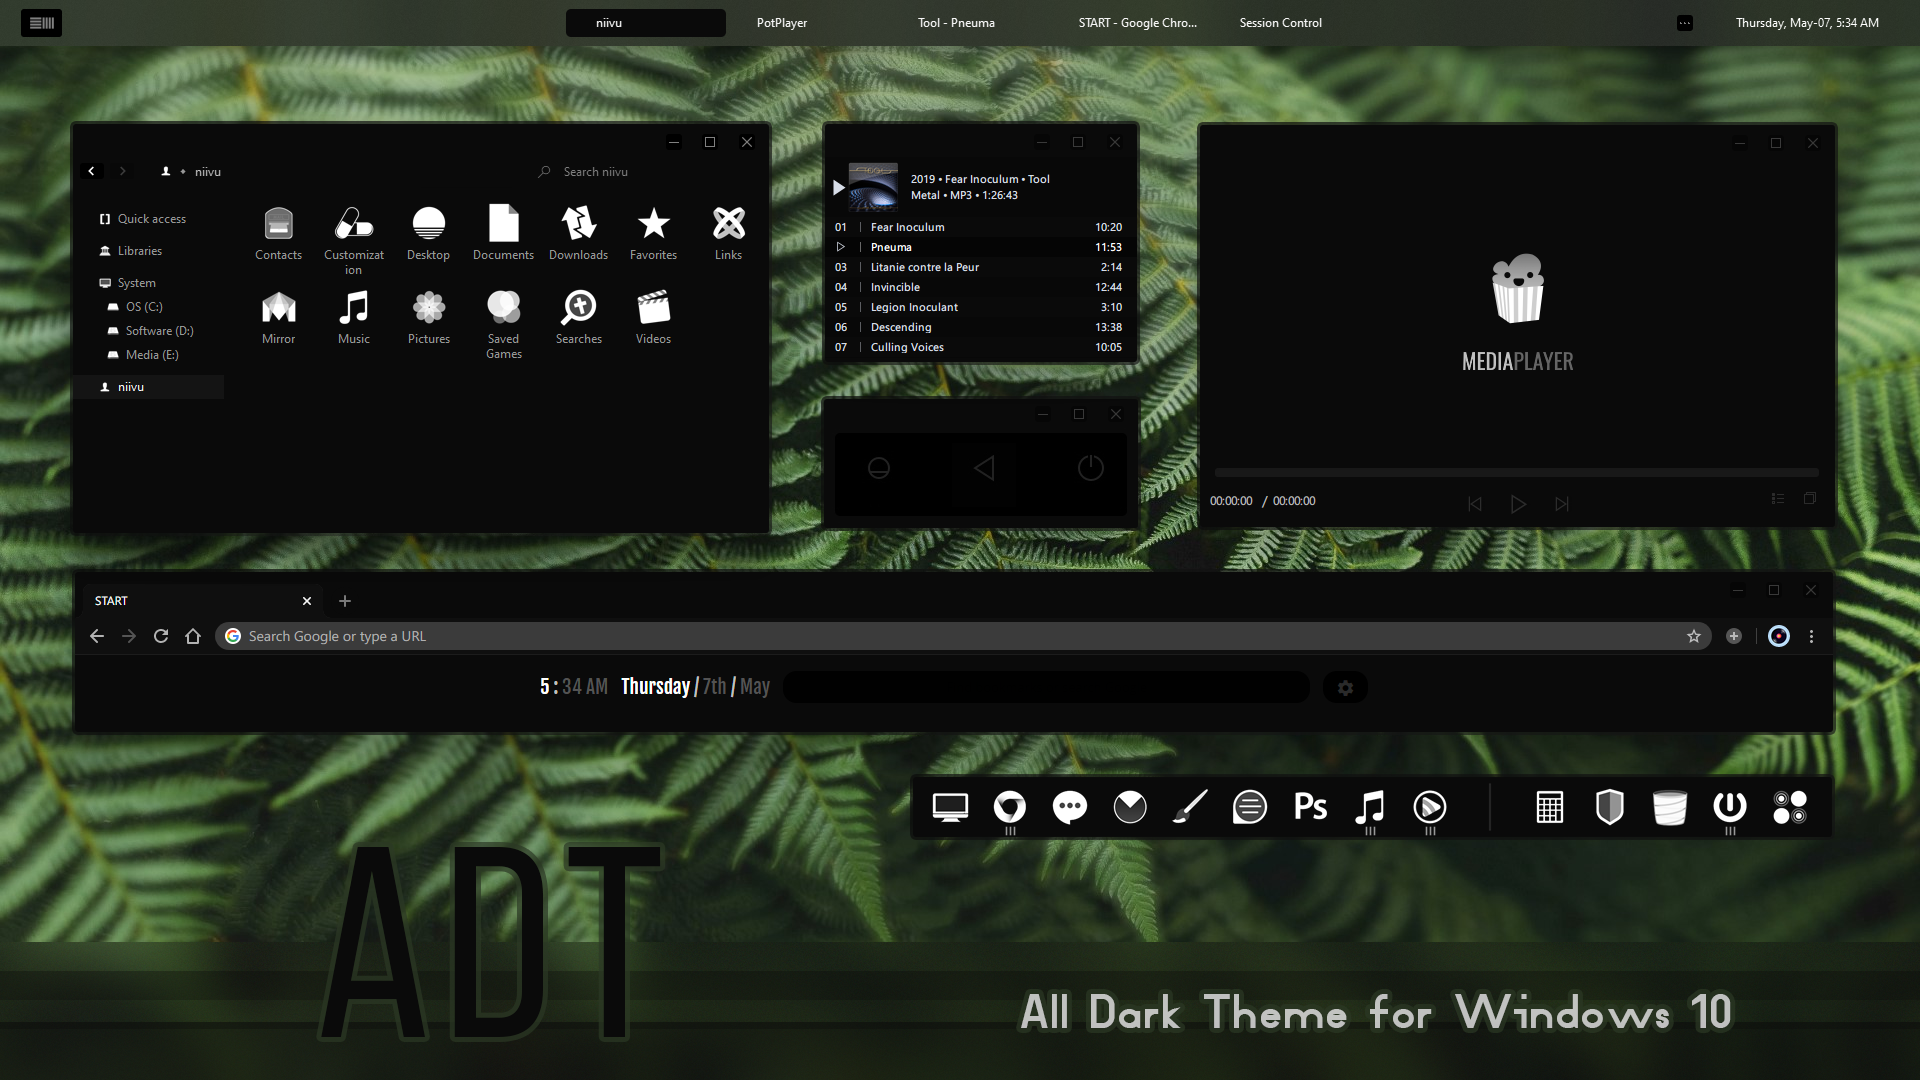 niivu
PotPlayer
Tool - Pneuma
START - Google Chro...
Session Control
Thursday, May-07, 5:34 AM
niivu
Search niivu
Quick access
Libraries
System
OS (C:)
Software (D:)
Media (E:)
niivu
Contacts
Customizat
ion
Desktop
Documents
Downloads
Favorites
Links
Mirror
Music
Pictures
Saved
Games
Searches
Videos
2019 • Fear Inoculum • Tool
Metal • MP3 • 1:26:43
01 Fear Inoculum 10:20
Pneuma 11:53
03 Litanie contre la Peur 2:14
04 Invincible 12:44
05 Legion Inoculant 3:10
06 Descending 13:38
07 Culling Voices 10:05
MEDIAPLAYER
00:00:00 / 00:00:00
START
Search Google or type a URL
5 : 34 AM Thursday / 7th / May
Ps
ADT
All Dark Theme for Windows 10